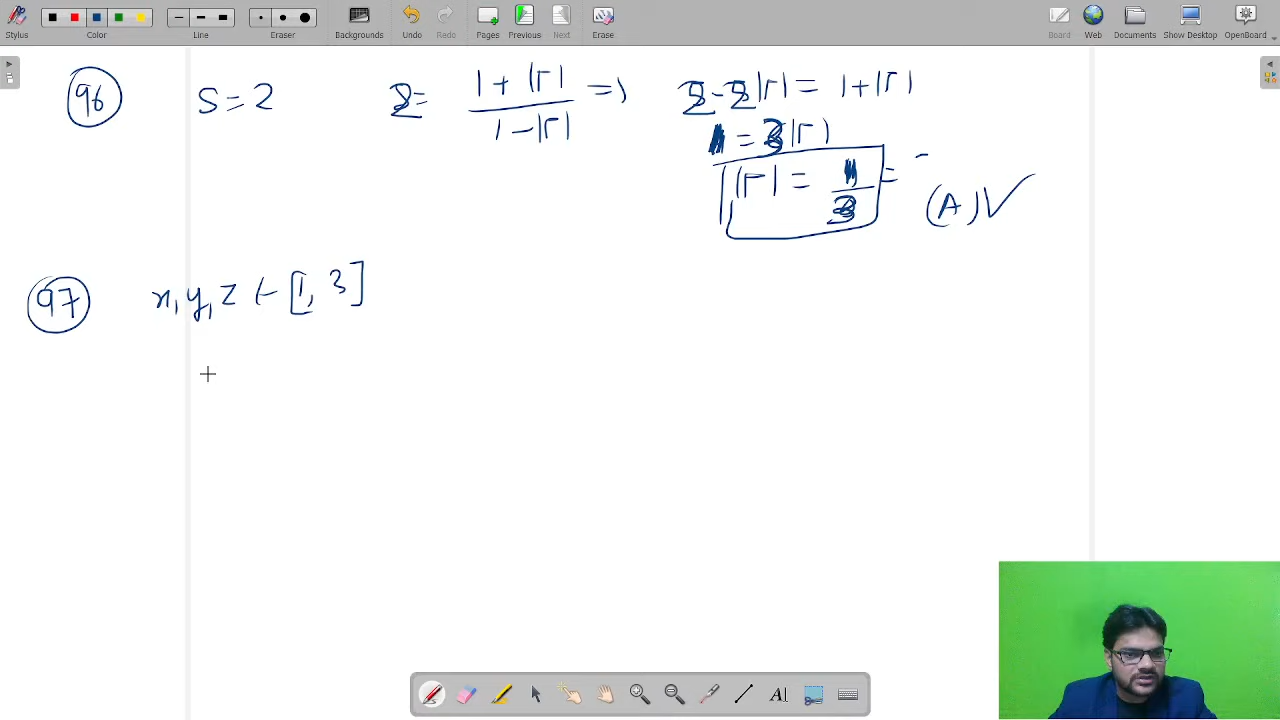 Stylus Color Line Eraser Backgrounds Undo Redo Pages Previous Next Erase Board Web Documents Show Desktop OpenBoard
96 S = 2 2 = 1 + |Γ| / 1 - |Γ| => 2 - 2|Γ| = 1 + |Γ|
1 = 3|Γ|
|Γ| = 1/3 =
(A) ✓
97 x, y, z ← [1, 3]
AI